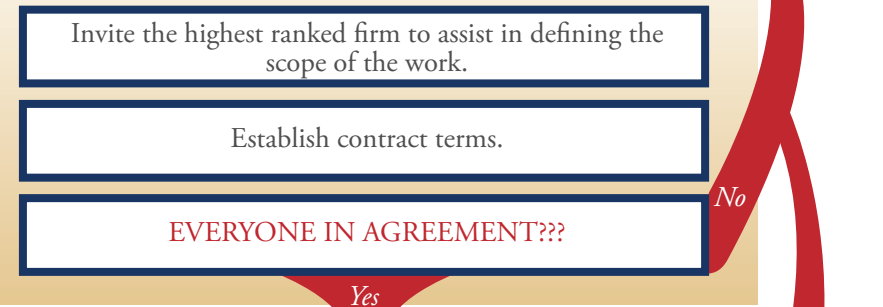 Invite the highest ranked firm to assist in defining the
scope of the work.
Establish contract terms.
No
EVERYONE IN AGREEMENT???
Yes